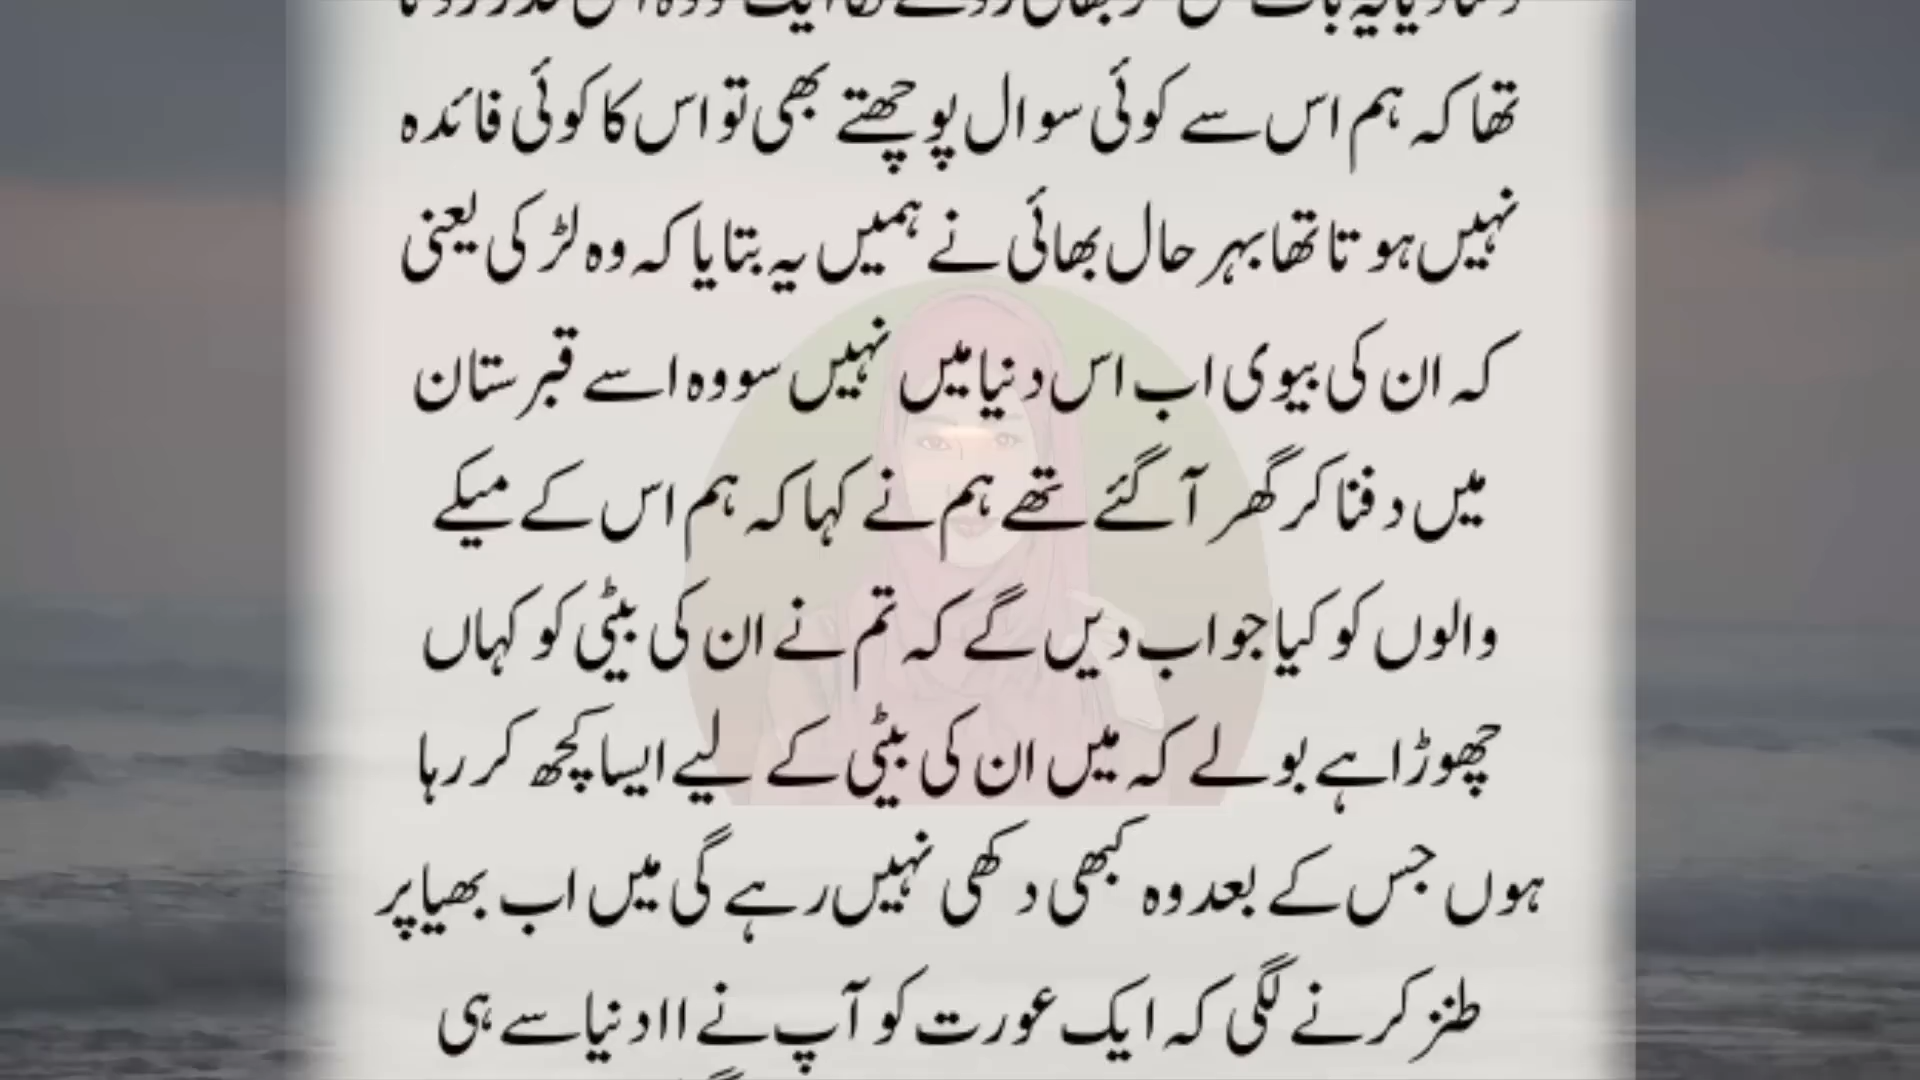 تھا کہ ہم اس سے کوئی سوال پوچھتے بھی تو اس کا کوئی فائدہ
نہیں ہوتا تھا بہر حال بھائی نے ہمیں یہ بتایا کہ وہ لڑکی یعنی
کہ ان کی بیوی اب اس دنیا میں نہیں سو وہ اسے قبرستان
میں دفنا کر گھر آگئے تھے ہم نے کہا کہ ہم اس کے میکے
والوں کو کیا جواب دیں گے کہ تم نے ان کی بیٹی کو کہاں
چھوڑا ہے بولے کہ میں ان کی بیٹی کے لیے ایسا کچھ کر رہا
ہوں جس کے بعد وہ کبھی دکھی نہیں رہے گی میں اب بھیا پر
طنز کرنے لگی کہ ایک عورت کو آپ نے ااد نیا سے ہی